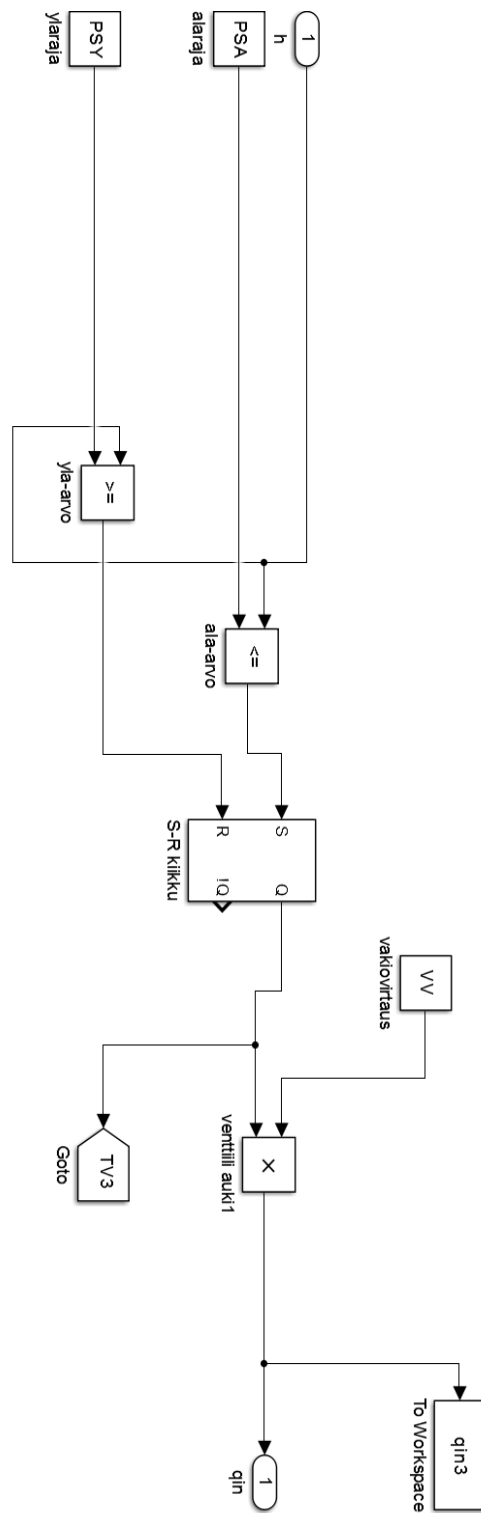 1
h
PSA
alaraja
PSY
ylaraja
>=
yla-arvo
<=
ala-arvo
S Q
R !Q
S-R kiikku
VV
vakiovirtaus
×
venttiili auki1
TV3
Goto
qin3
To Workspace
1
qin